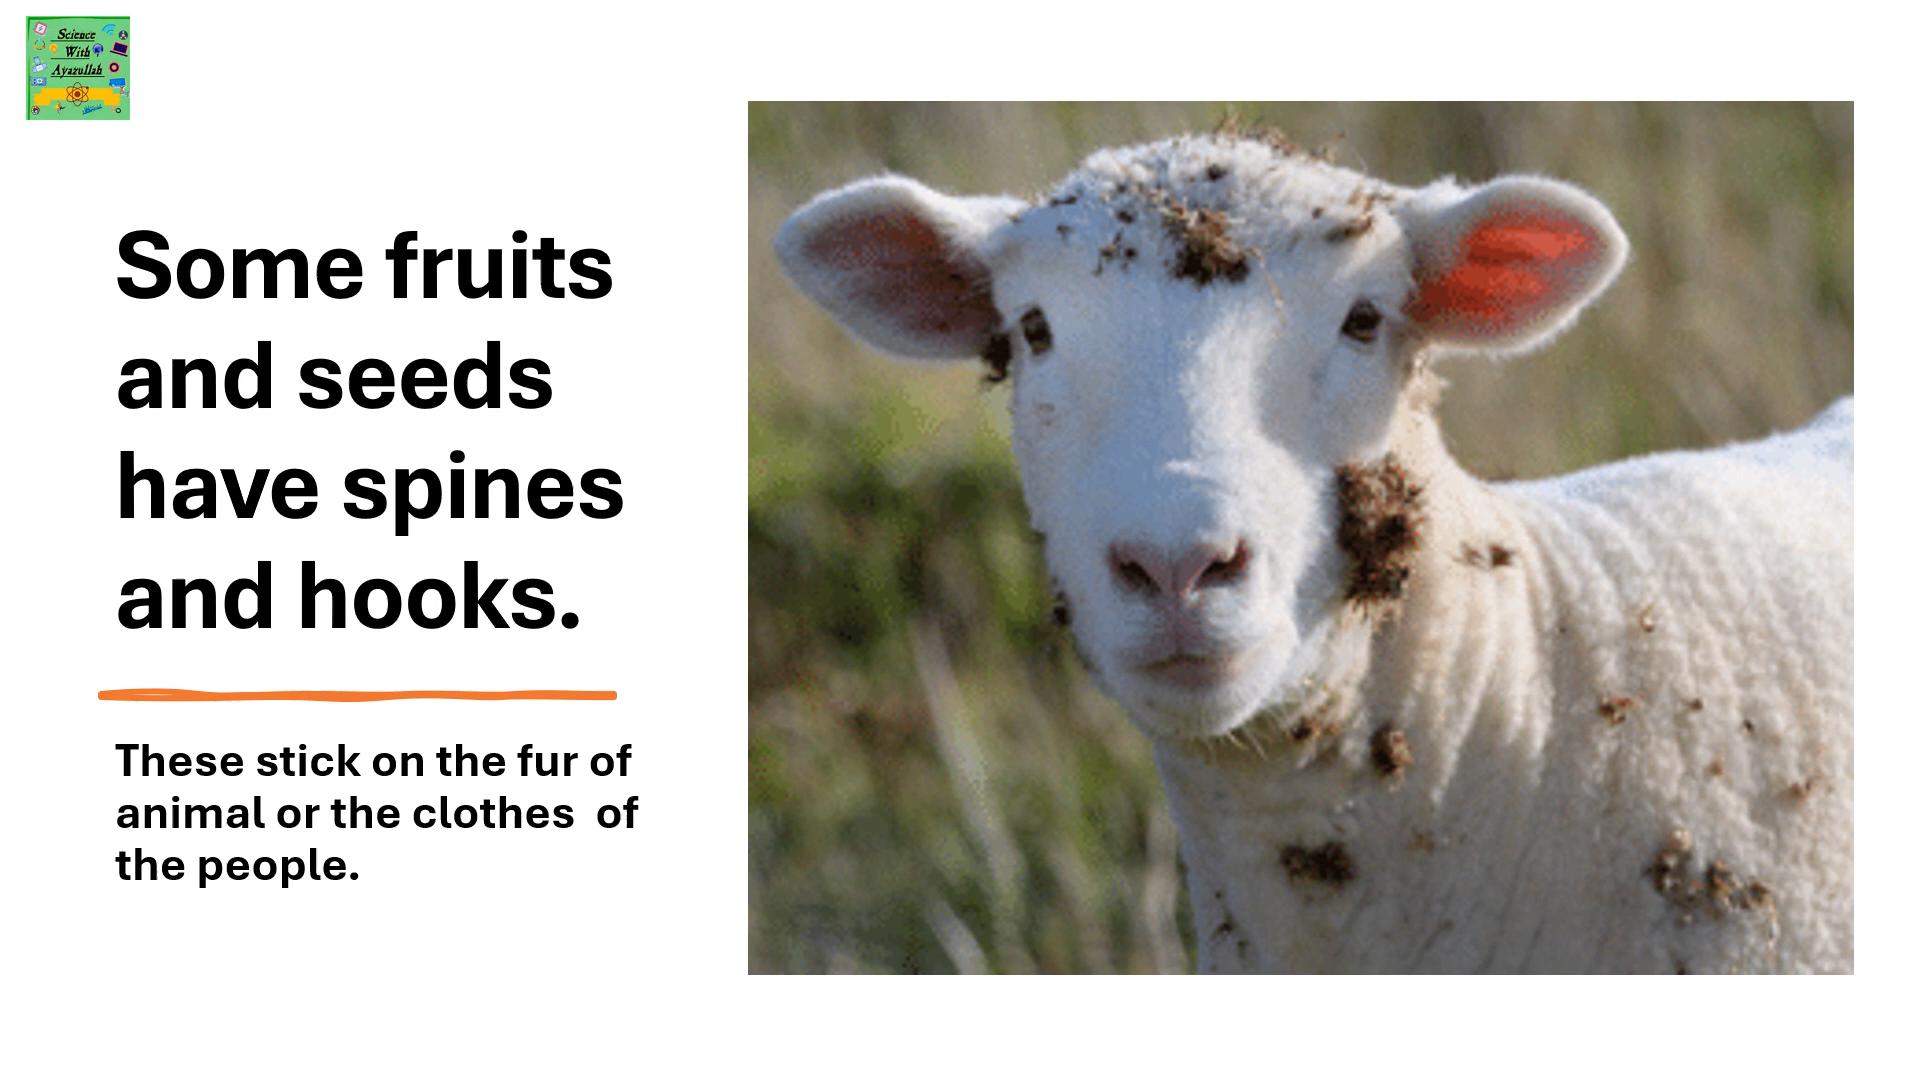 Science
With
Ayazullah
Some fruits
and seeds
have spines
and hooks.
These stick on the fur of
animal or the clothes  of
the people.